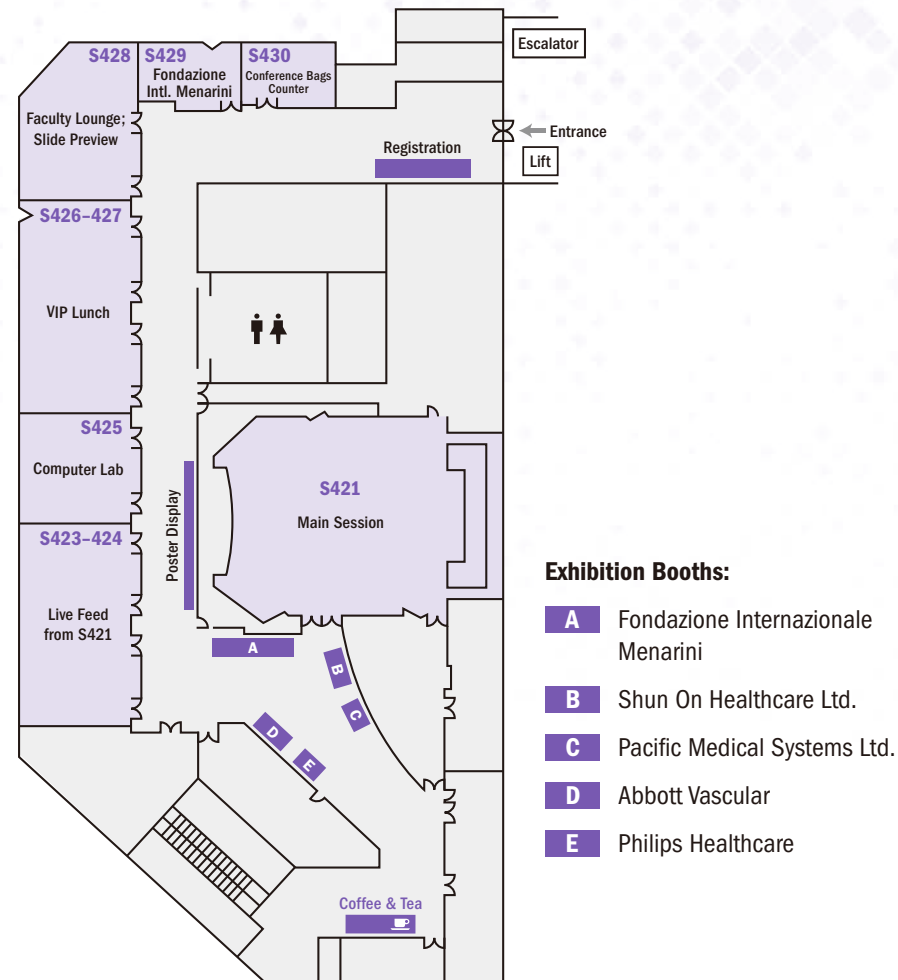 Escalator
S428
S429
S430
Fondazione
Intl. Menarini
Conference Bags
Counter
Faculty Lounge;
Slide Preview
Entrance
Registration
Lift
S426–427
VIP Lunch
S425
Computer Lab
S421
Main Session
Poster Display
S423–424
Live Feed
from S421
A
B
C
D
E
Coffee & Tea
Exhibition Booths:
A Fondazione Internazionale
Menarini
B Shun On Healthcare Ltd.
C Pacific Medical Systems Ltd.
D Abbott Vascular
E Philips Healthcare